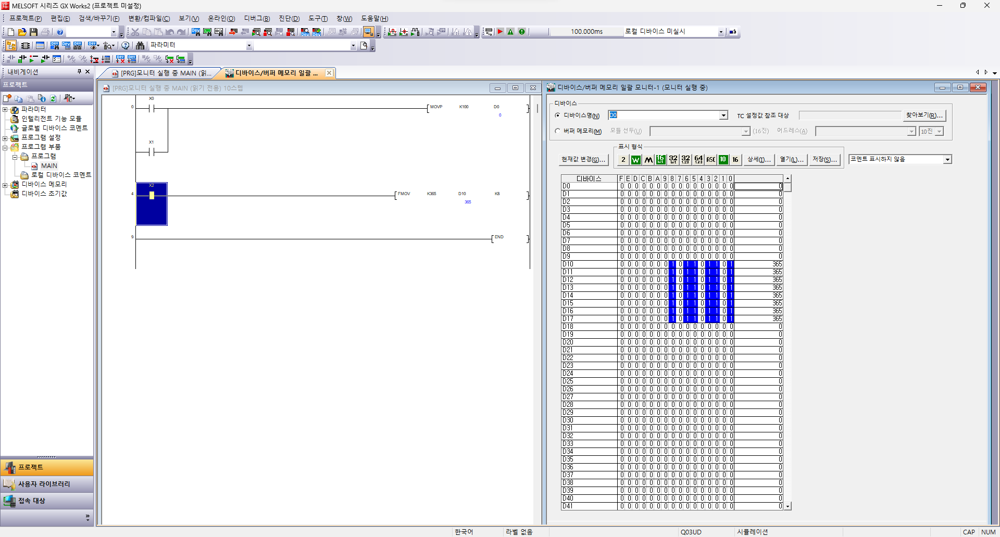 MELSOFT 시리즈 GX Works2 (프로젝트 미설정)
프로젝트(P) 편집(E) 검색/바꾸기(F) 변환/컴파일(C) 보기(V) 온라인(O) 디버그(B) 진단(D) 도구(T) 창(W) 도움말(H)
100.000ms 로컬 디바이스 미실시
파라미터
내비게이션
[PRG]모니터 실행 중 MAIN (읽... 디바이스/버퍼 메모리 일괄 ...
프로젝트
파라미터
인텔리전트 기능 모듈
글로벌 디바이스 코멘트
프로그램 설정
프로그램 부품
프로그램
MAIN
로컬 디바이스 코멘트
디바이스 메모리
디바이스 초기값
프로젝트
사용자 라이브러리
접속 대상
[PRG]모니터 실행 중 MAIN (읽기 전용) 10스텝
X0
0 MOVP K100 D0
0
X1
X2
4 FMOV K365 D10 K8
365
9 END
디바이스/버퍼 메모리 일괄 모니터-1 (모니터 실행 중)
디바이스
디바이스명(N) D0 TC 설정값 참조 대상 찾아보기(R)...
버퍼 메모리(M) 모듈 선두(U) (16진) 어드레스(A) 10진
표시 형식
현재값 변경(G)... 2 W M 16 bit 32 bit 32 1.23 64 1.23 ASC 10 16 상세(I)... 열기(L)... 저장(S)... 코멘트 표시하지 않음
디바이스 F E D C B A 9 8 7 6 5 4 3 2 1 0
D0 0 0 0 0 0 0 0 0 0 0 0 0 0 0 0 0 0
D1 0 0 0 0 0 0 0 0 0 0 0 0 0 0 0 0 0
D2 0 0 0 0 0 0 0 0 0 0 0 0 0 0 0 0 0
D3 0 0 0 0 0 0 0 0 0 0 0 0 0 0 0 0 0
D4 0 0 0 0 0 0 0 0 0 0 0 0 0 0 0 0 0
D5 0 0 0 0 0 0 0 0 0 0 0 0 0 0 0 0 0
D6 0 0 0 0 0 0 0 0 0 0 0 0 0 0 0 0 0
D7 0 0 0 0 0 0 0 0 0 0 0 0 0 0 0 0 0
D8 0 0 0 0 0 0 0 0 0 0 0 0 0 0 0 0 0
D9 0 0 0 0 0 0 0 0 0 0 0 0 0 0 0 0 0
D10 0 0 0 0 0 0 0 1 0 1 1 0 1 1 0 1 365
D11 0 0 0 0 0 0 0 1 0 1 1 0 1 1 0 1 365
D12 0 0 0 0 0 0 0 1 0 1 1 0 1 1 0 1 365
D13 0 0 0 0 0 0 0 1 0 1 1 0 1 1 0 1 365
D14 0 0 0 0 0 0 0 1 0 1 1 0 1 1 0 1 365
D15 0 0 0 0 0 0 0 1 0 1 1 0 1 1 0 1 365
D16 0 0 0 0 0 0 0 1 0 1 1 0 1 1 0 1 365
D17 0 0 0 0 0 0 0 1 0 1 1 0 1 1 0 1 365
D18 0 0 0 0 0 0 0 0 0 0 0 0 0 0 0 0 0
D19 0 0 0 0 0 0 0 0 0 0 0 0 0 0 0 0 0
D20 0 0 0 0 0 0 0 0 0 0 0 0 0 0 0 0 0
D21 0 0 0 0 0 0 0 0 0 0 0 0 0 0 0 0 0
D22 0 0 0 0 0 0 0 0 0 0 0 0 0 0 0 0 0
D23 0 0 0 0 0 0 0 0 0 0 0 0 0 0 0 0 0
D24 0 0 0 0 0 0 0 0 0 0 0 0 0 0 0 0 0
D25 0 0 0 0 0 0 0 0 0 0 0 0 0 0 0 0 0
D26 0 0 0 0 0 0 0 0 0 0 0 0 0 0 0 0 0
D27 0 0 0 0 0 0 0 0 0 0 0 0 0 0 0 0 0
D28 0 0 0 0 0 0 0 0 0 0 0 0 0 0 0 0 0
D29 0 0 0 0 0 0 0 0 0 0 0 0 0 0 0 0 0
D30 0 0 0 0 0 0 0 0 0 0 0 0 0 0 0 0 0
D31 0 0 0 0 0 0 0 0 0 0 0 0 0 0 0 0 0
D32 0 0 0 0 0 0 0 0 0 0 0 0 0 0 0 0 0
D33 0 0 0 0 0 0 0 0 0 0 0 0 0 0 0 0 0
D34 0 0 0 0 0 0 0 0 0 0 0 0 0 0 0 0 0
D35 0 0 0 0 0 0 0 0 0 0 0 0 0 0 0 0 0
D36 0 0 0 0 0 0 0 0 0 0 0 0 0 0 0 0 0
D37 0 0 0 0 0 0 0 0 0 0 0 0 0 0 0 0 0
D38 0 0 0 0 0 0 0 0 0 0 0 0 0 0 0 0 0
D39 0 0 0 0 0 0 0 0 0 0 0 0 0 0 0 0 0
D40 0 0 0 0 0 0 0 0 0 0 0 0 0 0 0 0 0
D41 0 0 0 0 0 0 0 0 0 0 0 0 0 0 0 0 0
한국어 라벨 없음 Q03UD 시뮬레이션 CAP NUM